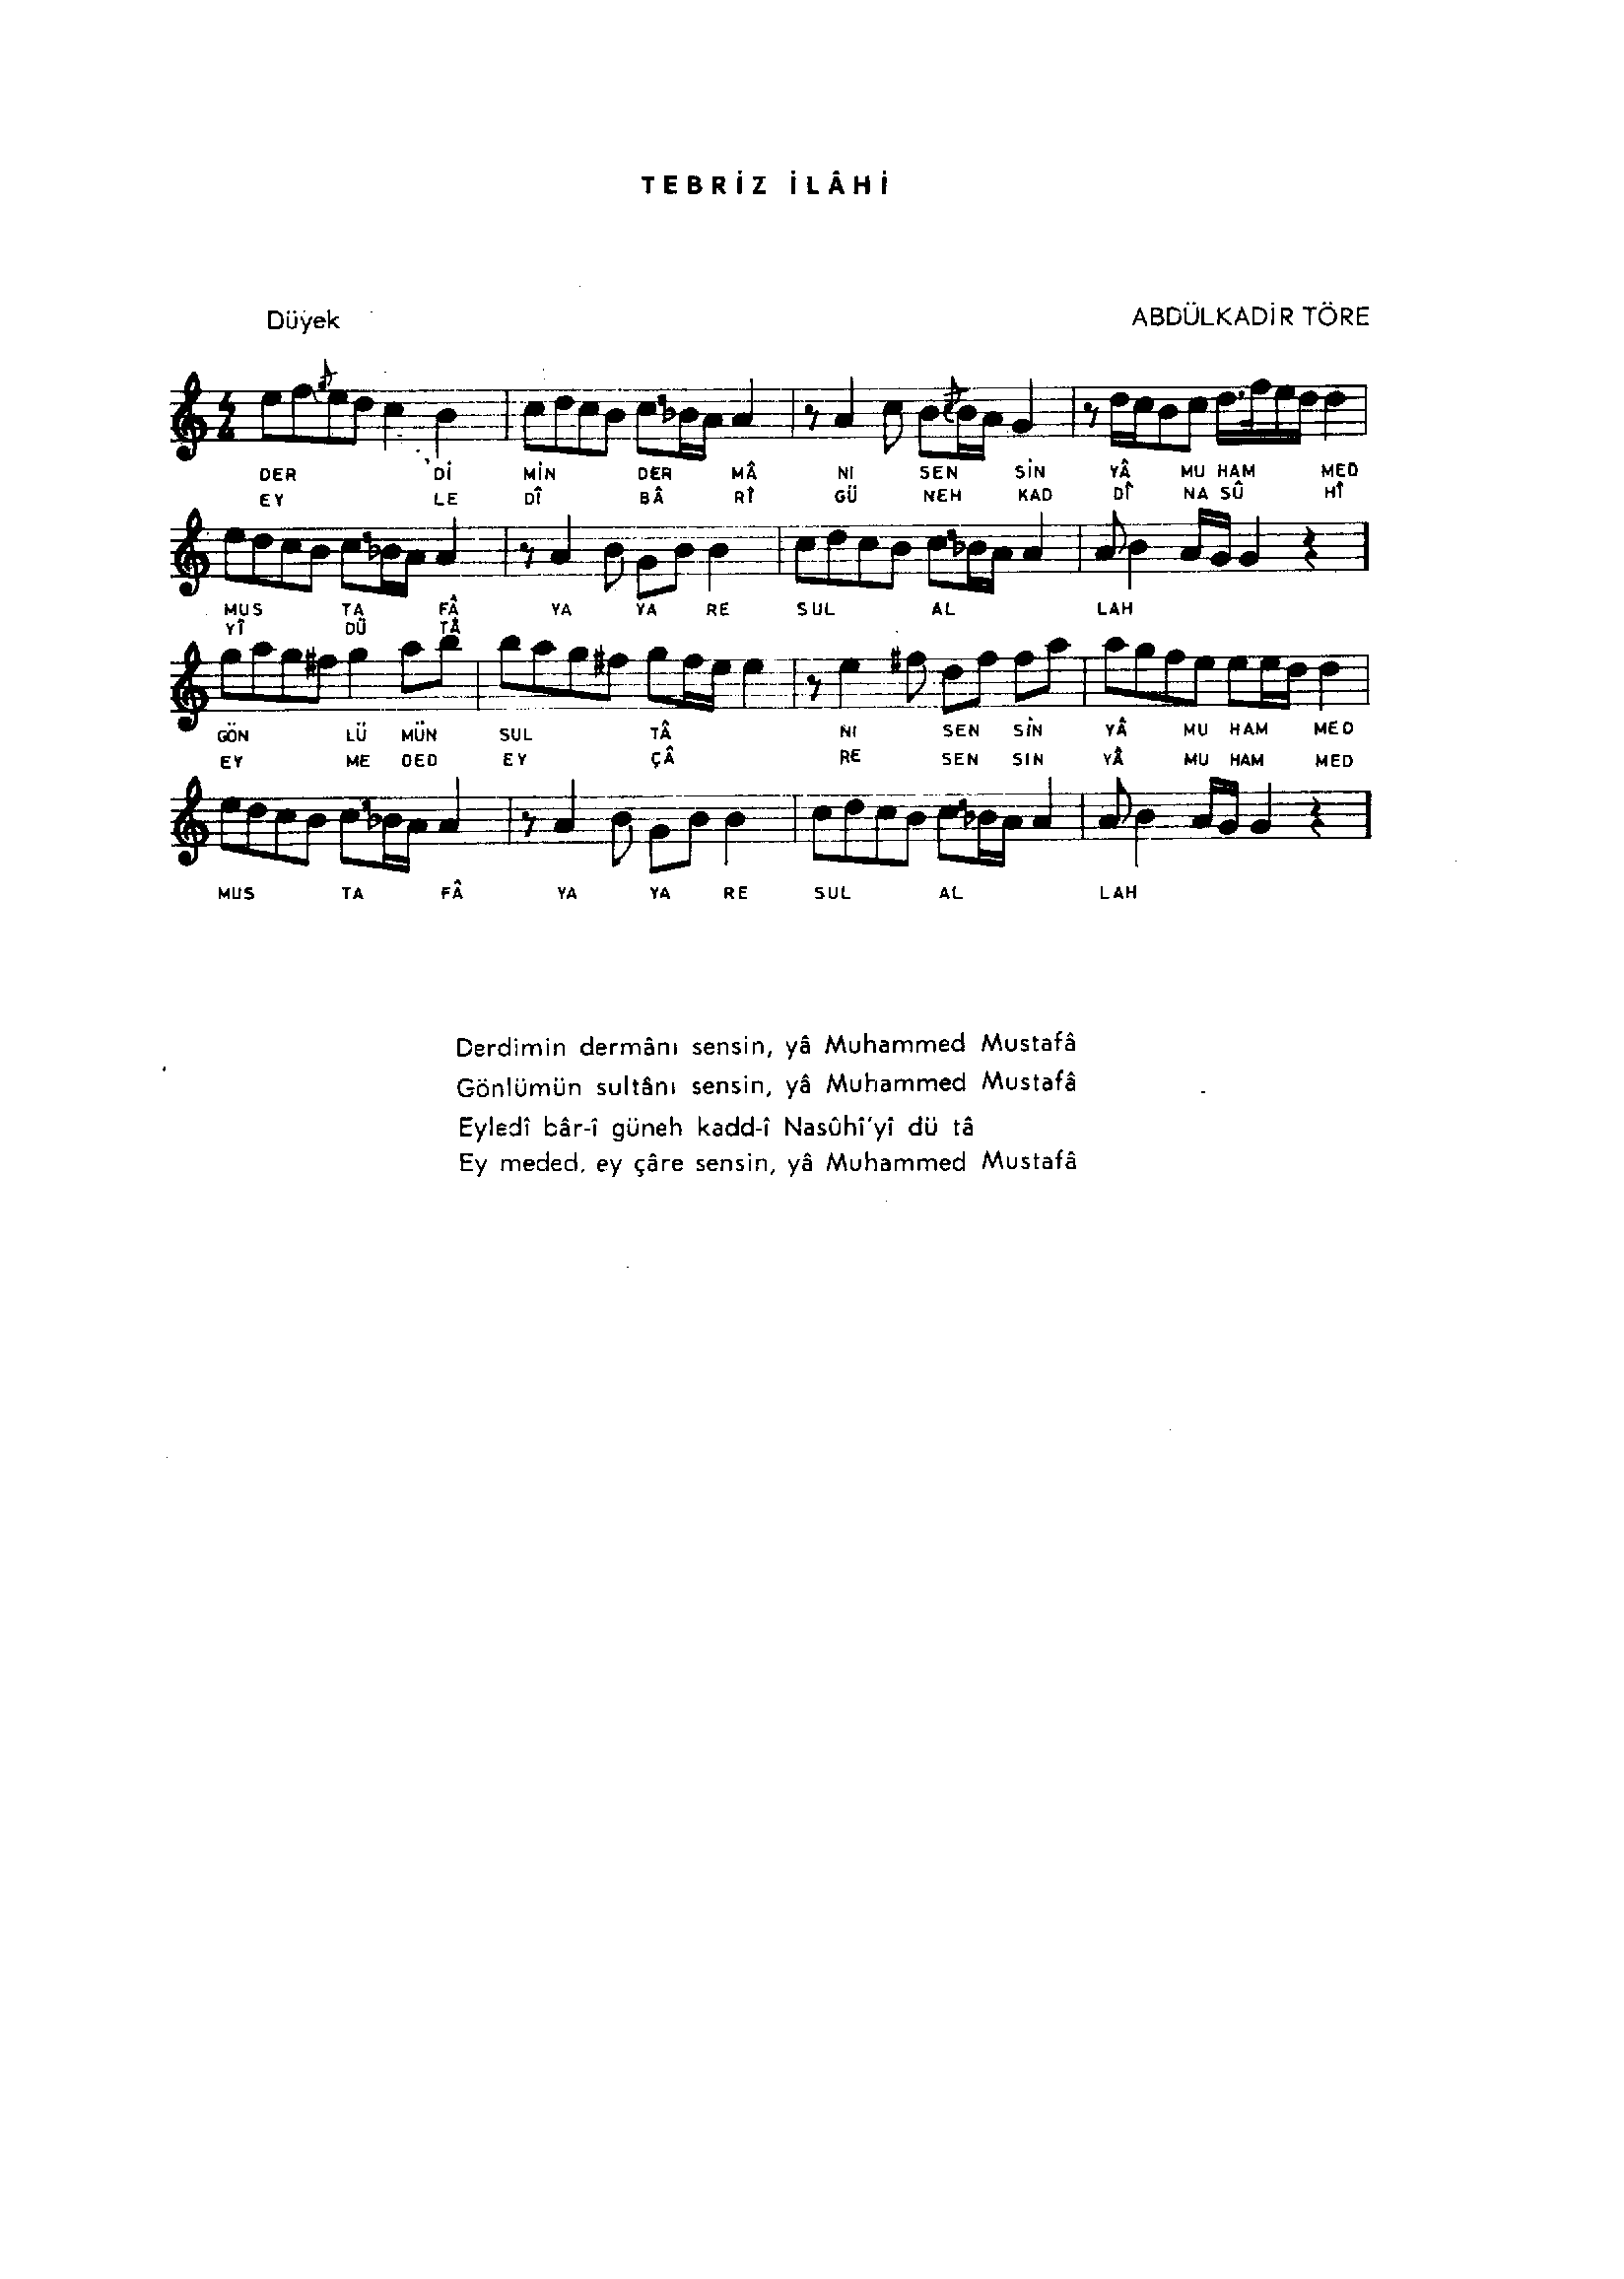 TEBRİZ İLÂHİ
Düyek
ABDÜLKADİR TÖRE
DER Dİ MİN DER MÂ NI SEN SİN YÂ MU HAM MED
EY LE DÎ BÂ RÎ GÜ NEH KAD DÎ NA SÛ HÎ
MUS TA FÂ YA YA RE SUL AL LAH
YÎ DÜ TÂ
GÖN LÜ MÜN SUL TÂ NI SEN SİN YÂ MU HAM MED
EY ME DED EY ÇÂ RE SEN SIN YÂ MU HAM MED
MUS TA FÂ YA YA RE SUL AL LAH
Derdimin dermânı sensin, yâ Muhammed Mustafâ
Gönlümün sultânı sensin, yâ Muhammed Mustafâ
Eyledî bâr-î güneh kadd-î Nasûhî'yî dü tâ
Ey meded, ey çâre sensin, yâ Muhammed Mustafâ